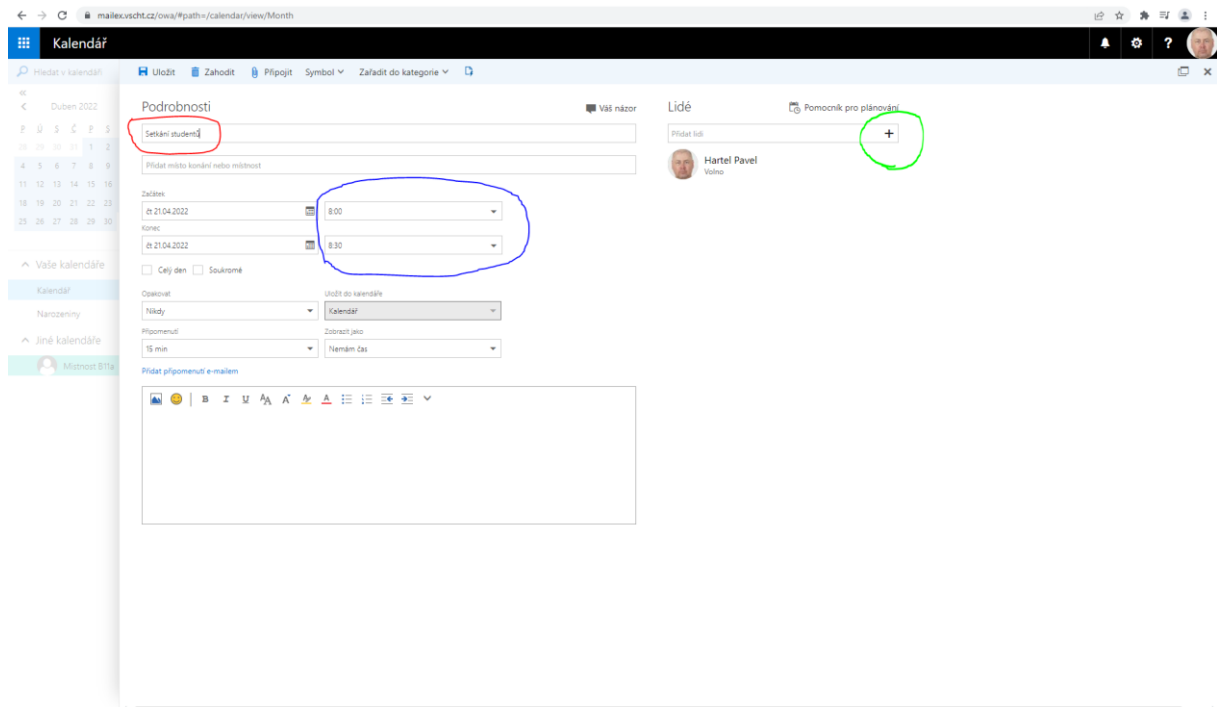 mailex.vscht.cz/owa/#path=/calendar/view/Month
Kalendář
?
Hledat v kalendáři
Uložit Zahodit Připojit Symbol Zařadit do kategorie
Duben 2022
P Ú S Č P S
28 29 30 31 1 2
4 5 6 7 8 9
11 12 13 14 15 16
18 19 20 21 22 23
25 26 27 28 29 30
Vaše kalendáře
Kalendář
Narozeniny
Jiné kalendáře
Místnost B11a
Podrobnosti
Váš názor
Setkání studentů
Přidat místo konání nebo místnost
Začátek
čt 21.04.2022 8:00
Konec
čt 21.04.2022 8:30
Celý den Soukromé
Opakovat Uložit do kalendáře
Nikdy Kalendář
Připomenutí Zobrazit jako
15 min Nemám čas
Přidat připomenutí e-mailem
B I U A A A A
Lidé
Pomocník pro plánování
Přidat lidi
Hartel Pavel
Volno